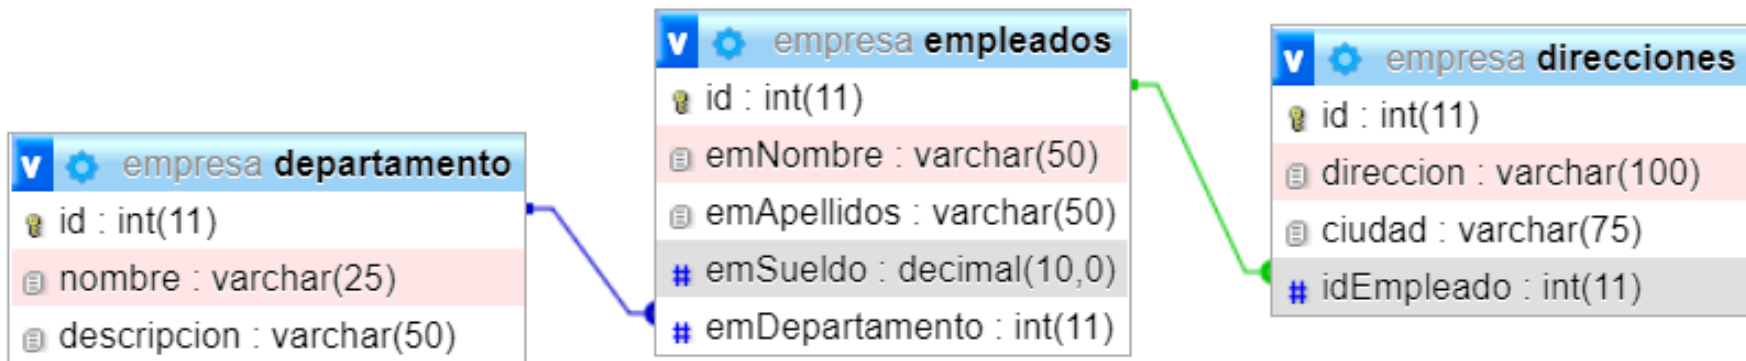 v empresa departamento
id : int(11)
nombre : varchar(25)
descripcion : varchar(50)
v empresa empleados
id : int(11)
emNombre : varchar(50)
emApellidos : varchar(50)
# emSueldo : decimal(10,0)
# emDepartamento : int(11)
v empresa direcciones
id : int(11)
direccion : varchar(100)
ciudad : varchar(75)
# idEmpleado : int(11)